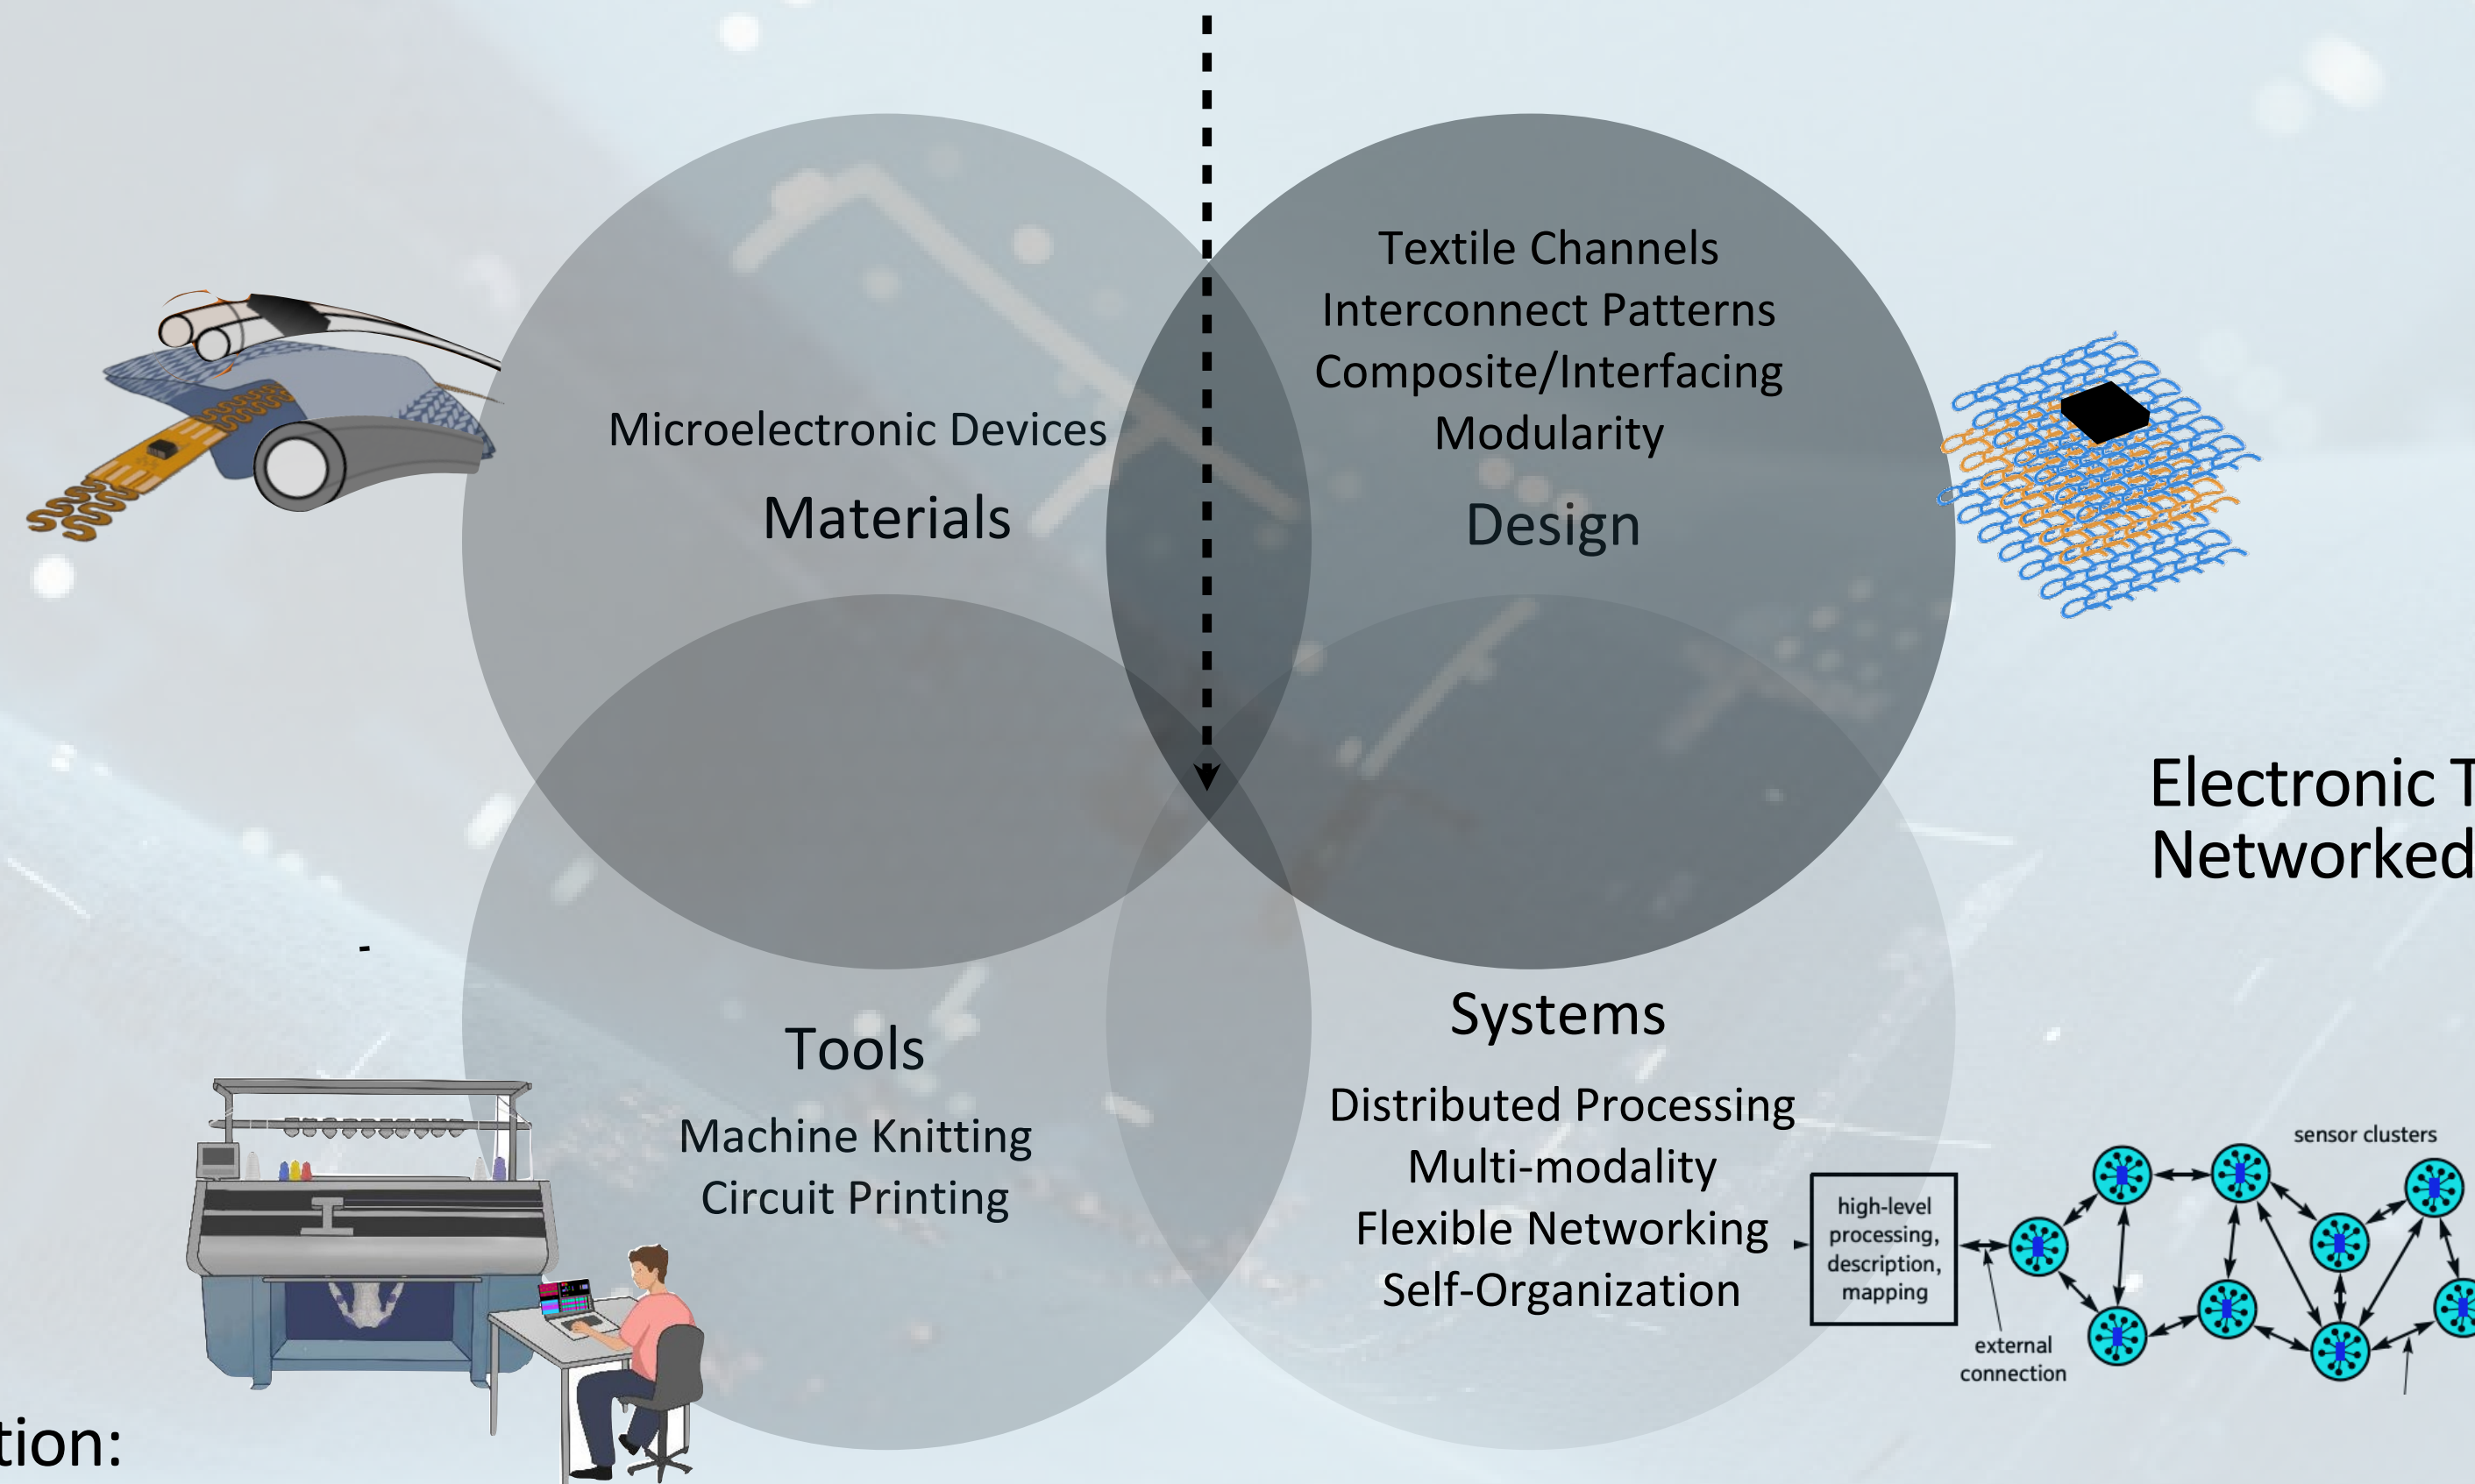 Microelectronic Devices
Materials
Textile Channels
Interconnect Patterns
Composite/Interfacing
Modularity
Design
Electronic
Networked
Tools
Machine Knitting
Circuit Printing
Systems
Distributed Processing
Multi-modality
Flexible Networking
Self-Organization
sensor clusters
high-level
processing,
description,
mapping
external
connection